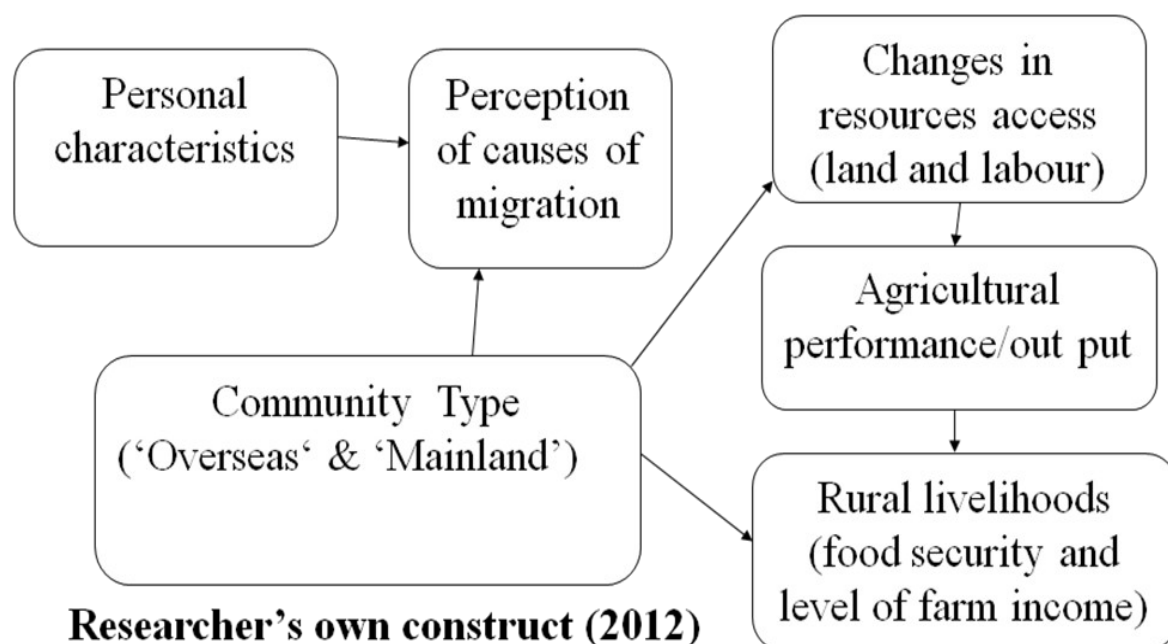 Personal
characteristics
Perception
of causes of
migration
Changes in
resources access
(land and labour)
Agricultural
performance/out put
Community Type
(‘Overseas‘ & ‘Mainland’)
Rural livelihoods
(food security and
level of farm income)
Researcher’s own construct (2012)